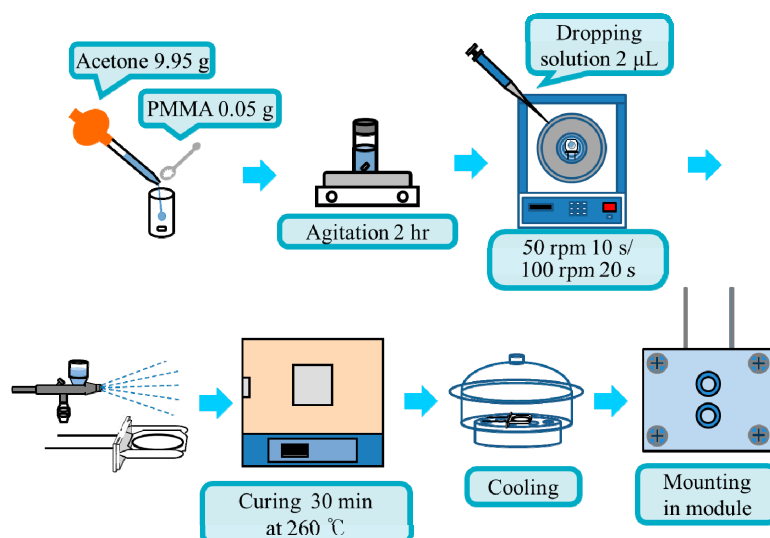 Acetone 9.95 g
PMMA 0.05 g
Agitation 2 hr
Dropping
solution 2 μL
50 rpm 10 s/
100 rpm 20 s
Curing 30 min
at 260 ℃
Cooling
Mounting
in module